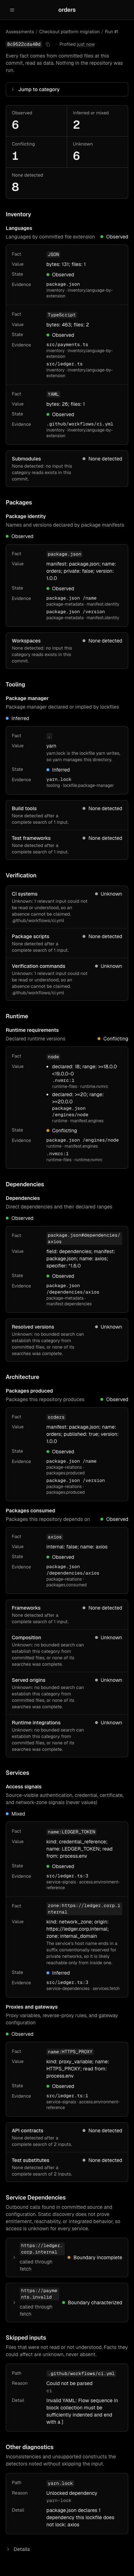 orders
Assessments / Checkout platform migration / Run #1
Profiled just now
Every fact comes from committed files at this
commit, read as data. Nothing in the repository was
run.
Jump to category
Observed
6
Inferred or mixed
2
Conflicting
1
Unknown
6
None detected
8
Inventory
Languages
Languages by committed file extension
Observed
Fact
JSON
Value
bytes: 131; files: 1
State
Observed
Evidence
package.json
inventory · inventory.language-by-
extension
Fact
TypeScript
Value
bytes: 463; files: 2
State
Observed
Evidence
src/payments.ts
inventory · inventory.language-by-
extension
src/ledger.ts
inventory · inventory.language-by-
extension
Fact
YAML
Value
bytes: 26; files: 1
State
Observed
Evidence
.github/workflows/ci.yml
inventory · inventory.language-by-
extension
Submodules
None detected
None detected: no input this
category reads exists in this
commit.
Packages
Package identity
Names and versions declared by package manifests
Observed
Fact
package.json
Value
manifest: package.json; name:
orders; private: false; version:
1.0.0
State
Observed
Evidence
package.json /name
package-metadata · manifest.identity
package.json /version
package-metadata · manifest.identity
Workspaces
None detected
None detected: no input this
category reads exists in this
commit.
Tooling
Package manager
Package manager declared or implied by lockfiles
Inferred
Fact
Value
yarn
yarn.lock is the lockfile yarn writes,
so yarn manages this directory.
State
Inferred
Evidence
yarn.lock
tooling · lockfile.package-manager
Build tools
None detected
None detected after a
complete search of 1 input.
Test frameworks
None detected
None detected after a
complete search of 1 input.
Verification
CI systems
Unknown
Unknown: 1 relevant input could
not be read or understood, so an
absence cannot be claimed.
.github/workflows/ci.yml
Package scripts
None detected
None detected after a
complete search of 1 input.
Verification commands
Unknown
Unknown: 1 relevant input could
not be read or understood, so an
absence cannot be claimed.
.github/workflows/ci.yml
Runtime
Runtime requirements
Declared runtime versions
Conflicting
Fact
node
Value
declared: 18; range: >=18.0.0
<19.0.0-0
.nvmrc:1
runtime-files · runtime.nvmrc
declared: >=20; range:
>=20.0.0
package.json
/engines/node
runtime · manifest.engines
State
Conflicting
Evidence
package.json /engines/node
runtime · manifest.engines
.nvmrc:1
runtime-files · runtime.nvmrc
Dependencies
Dependencies
Direct dependencies and their declared ranges
Observed
Fact
package.json#dependencies/
axios
Value
field: dependencies; manifest:
package.json; name: axios;
specifier: ^1.6.0
State
Observed
Evidence
package.json
/dependencies/axios
package-metadata ·
manifest.dependencies
Resolved versions
Unknown
Unknown: no bounded search can
establish this category from
committed files, or none of its
searches was complete.
Architecture
Packages produced
Packages this repository produces
Observed
Fact
orders
Value
manifest: package.json; name:
orders; published: true; version:
1.0.0
State
Observed
Evidence
package.json /name
package-relations ·
packages.produced
package.json /version
package-relations ·
packages.produced
Packages consumed
Packages this repository depends on
Observed
Fact
axios
Value
internal: false; name: axios
State
Observed
Evidence
package.json
/dependencies/axios
package-relations ·
packages.consumed
Frameworks
None detected
None detected after a
complete search of 1 input.
Composition
Unknown
Unknown: no bounded search can
establish this category from
committed files, or none of its
searches was complete.
Served origins
Unknown
Unknown: no bounded search can
establish this category from
committed files, or none of its
searches was complete.
Runtime integrations
Unknown
Unknown: no bounded search can
establish this category from
committed files, or none of its
searches was complete.
Services
Access signals
Source-visible authentication, credential, certificate,
and network-zone signals (never values)
Mixed
Fact
name:LEDGER_TOKEN
Value
kind: credential_reference;
name: LEDGER_TOKEN; read
from: process.env
State
Observed
Evidence
src/ledger.ts:3
service-signals · access.environment-
reference
Fact
zone:https://ledger.corp.i
nternal
Value
kind: network_zone; origin:
https://ledger.corp.internal;
zone: internal_domain
The service's host name ends in a
suffix conventionally reserved for
private networks, so it is likely
reachable only from inside one.
State
Inferred
Evidence
src/ledger.ts:3
service-dependencies · services.fetch
Proxies and gateways
Proxy variables, reverse-proxy rules, and gateway
configuration
Observed
Fact
name:HTTPS_PROXY
Value
kind: proxy_variable; name:
HTTPS_PROXY; read from:
process.env
State
Observed
Evidence
src/ledger.ts:1
service-signals · access.environment-
reference
API contracts
None detected
None detected after a
complete search of 2 inputs.
Test substitutes
None detected
None detected after a
complete search of 2 inputs.
Service Dependencies
Outbound calls found in committed source and
configuration. Static discovery does not prove
entitlement, reachability, or integrated behavior, so
access is unknown for every service.
https://ledger.
corp.internal
called through
fetch
Boundary incomplete
https://payme
nts.invalid
called through
fetch
Boundary characterized
Skipped inputs
Files that were not read or not understood. Facts they
could affect are unknown, never absent.
Path
.github/workflows/ci.yml
Reason
Could not be parsed
ci
Detail
Invalid YAML: Flow sequence in
block collection must be
sufficiently indented and end
with a ]
Other diagnostics
Inconsistencies and unsupported constructs the
detectors noted without skipping the input.
Path
yarn.lock
Reason
Unlocked dependency
yarn-lock
Detail
package.json declares 1
dependency this lockfile does
not lock: axios
Details